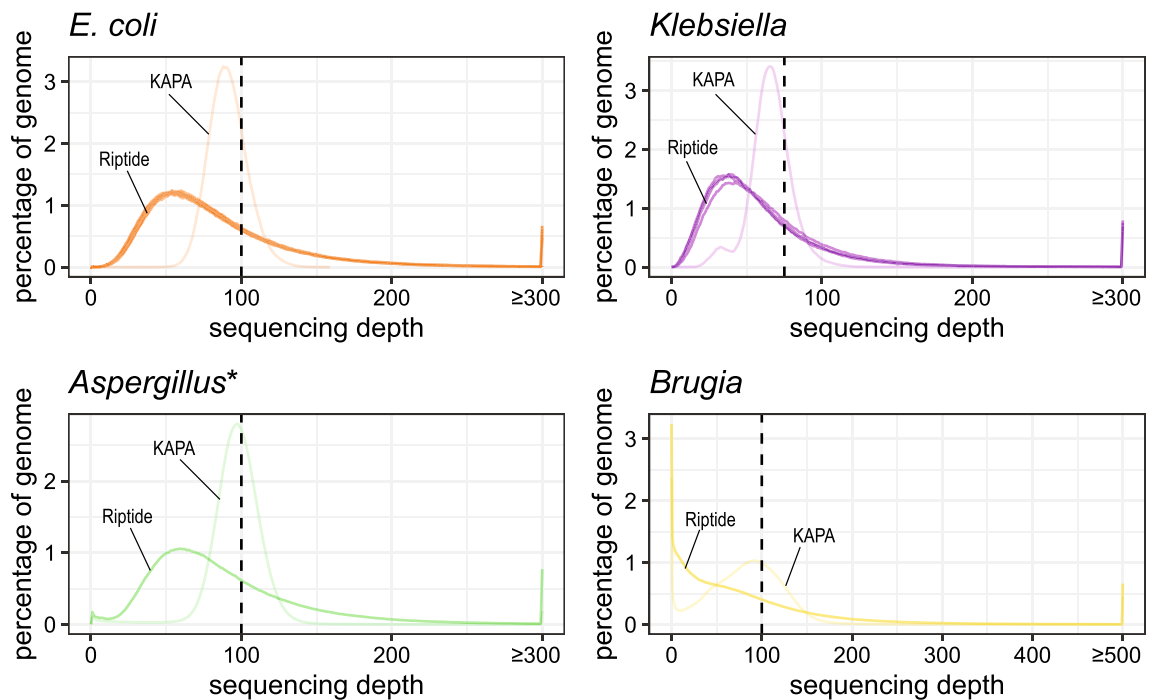 E. coli
percentage of genome
3
2
1
0
KAPA
Riptide
0
100
200
≥300
sequencing depth
Klebsiella
percentage of genome
3
2
1
0
KAPA
Riptide
0
100
200
≥300
sequencing depth
Aspergillus*
percentage of genome
2
1
0
KAPA
Riptide
0
100
200
≥300
sequencing depth
Brugia
percentage of genome
3
2
1
0
Riptide
KAPA
0
100
200
300
400
≥500
sequencing depth